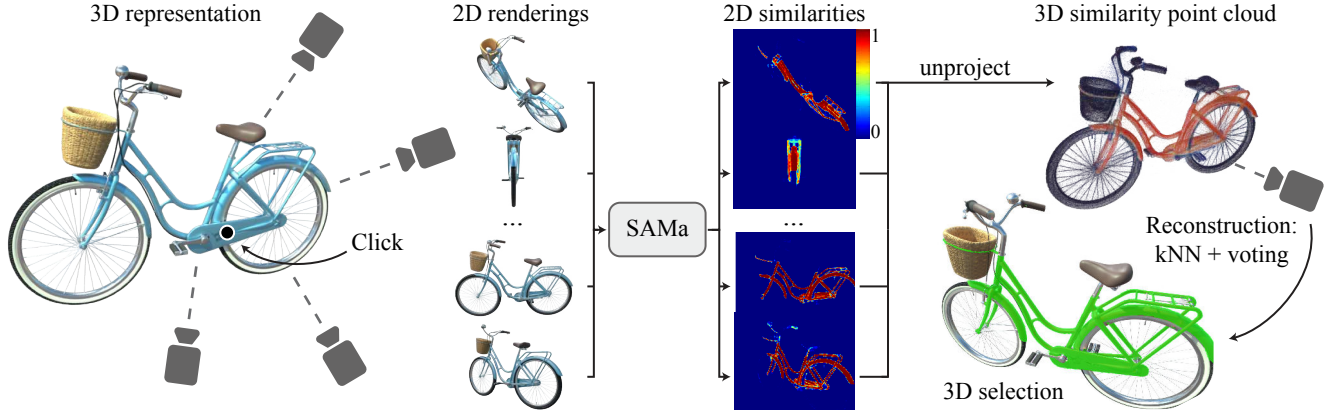 3D representation
2D renderings
2D similarities
3D similarity point cloud
1
0
unproject
...
...
SAMa
Click
Reconstruction:
kNN + voting
3D selection